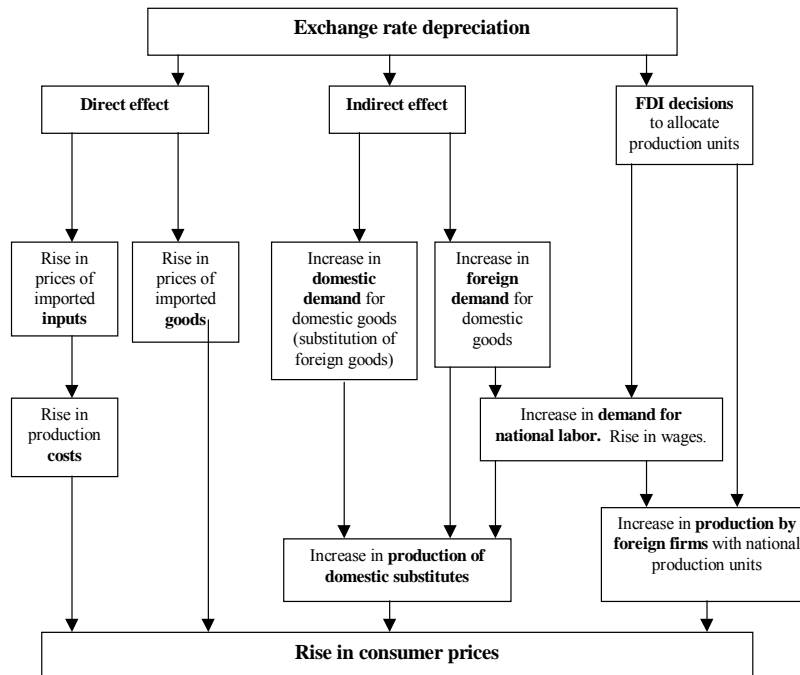 Exchange rate depreciation
Direct effect
Indirect effect
FDI decisions
to allocate
production units
Rise in
prices of
imported
inputs
Rise in
prices of
imported
goods
Increase in
domestic
demand for
domestic goods
(substitution of
foreign goods)
Increase in
foreign
demand for
domestic
goods
Rise in
production
costs
Increase in demand for
national labor. Rise in wages.
Increase in production of
domestic substitutes
Increase in production by
foreign firms with national
production units
Rise in consumer prices